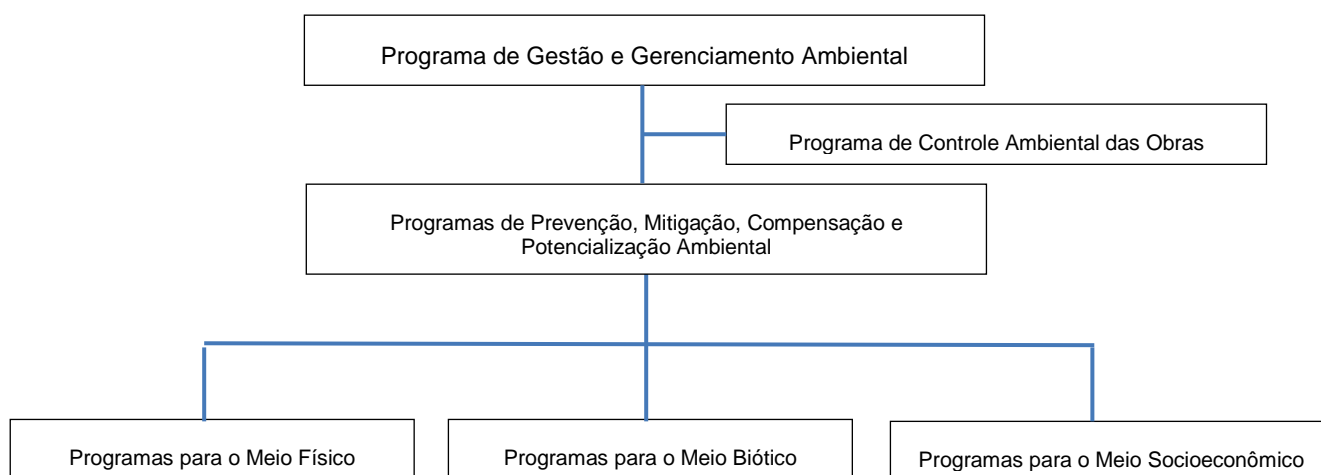 Programa de Gestão e Gerenciamento Ambiental
Programa de Controle Ambiental das Obras
Programas de Prevenção, Mitigação, Compensação e
Potencialização Ambiental
Programas para o Meio Físico
Programas para o Meio Biótico
Programas para o Meio Socioeconômico